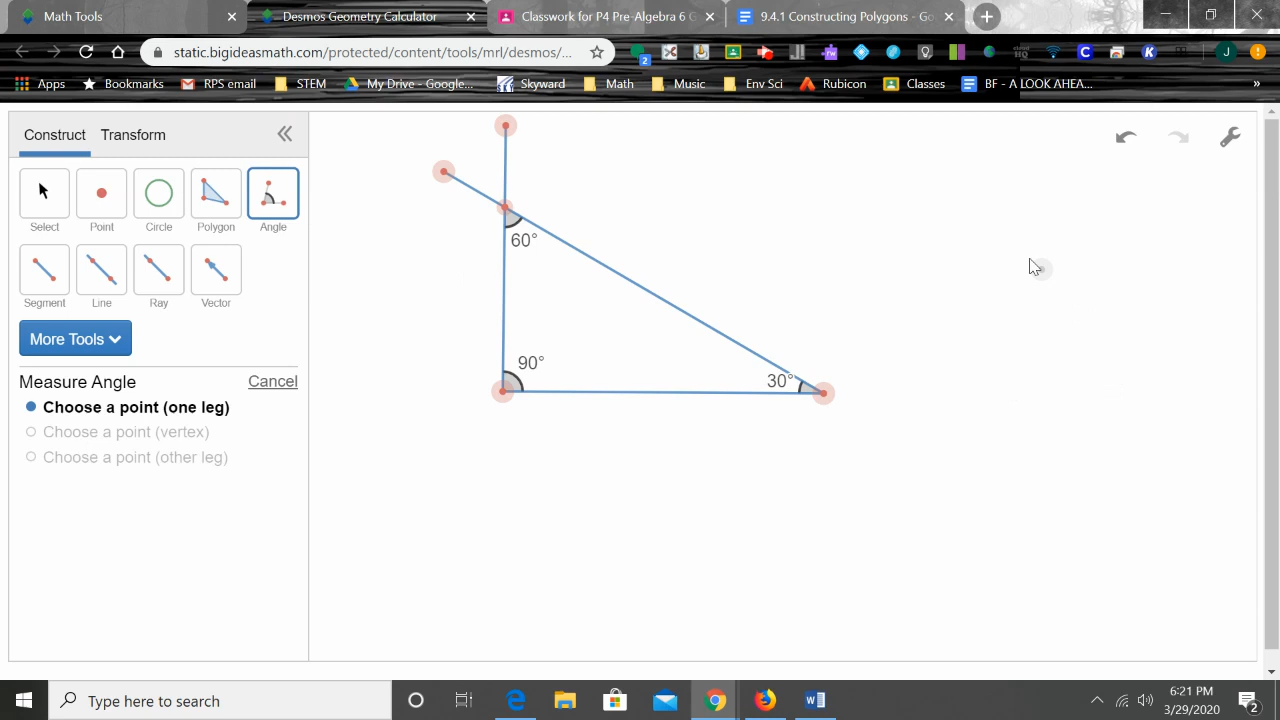 Math Tools
Desmos Geometry Calculator
Classwork for P4 Pre-Algebra 6
9.4.1 Constructing Polygons - Go
static.bigideasmath.com/protected/content/tools/mrl/desmos/...
Apps
Bookmarks
RPS email
STEM
My Drive - Google...
Skyward
Math
Music
Env Sci
Rubicon
Classes
BF - A LOOK AHEA...
Construct
Transform
Select
Point
Circle
Polygon
Angle
Segment
Line
Ray
Vector
More Tools
Measure Angle
Cancel
Choose a point (one leg)
Choose a point (vertex)
Choose a point (other leg)
60°
90°
30°
Type here to search
6:21 PM
3/29/2020
2